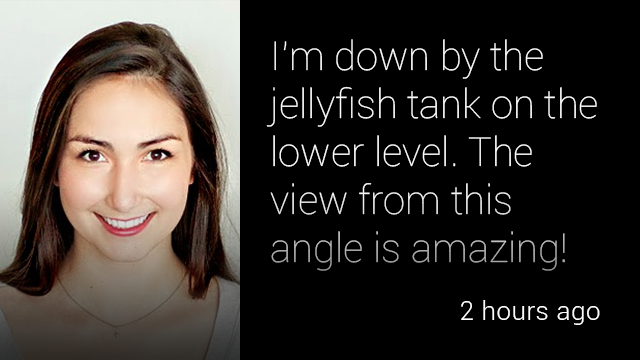 I'm down by the
jellyfish tank on the
lower level. The
view from this
angle is amazing!
2 hours ago